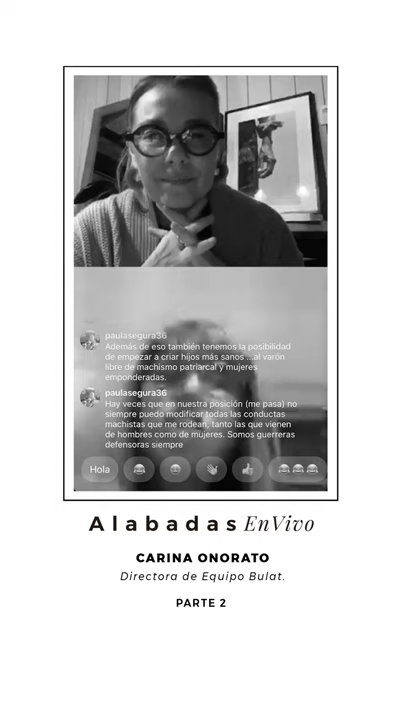 paulasegura36
Además de eso también tenemos la posibilidad
de empezar a criar hijos más sanos ...al varón
libre de machismo patriarcal y mujeres
emponderadas.
paulasegura36
Hay veces que en nuestra posición (me pasa) no
siempre puedo modificar todas las conductas
machistas que me rodean, tanto las que vienen
de hombres como de mujeres. Somos guerreras
defensoras siempre
Hola
Alabadas EnVivo
CARINA ONORATO
Directora de Equipo Bulat.
PARTE 2